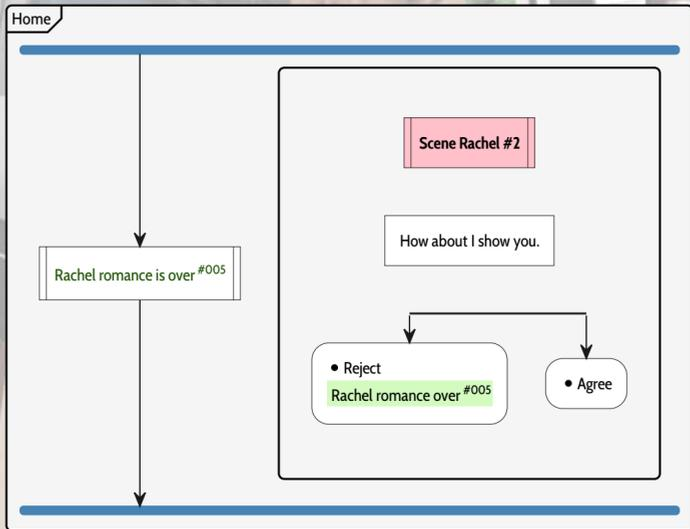 Home
Scene Rachel #2
How about I show you.
Rachel romance is over #005
• Reject
Rachel romance over #005
• Agree